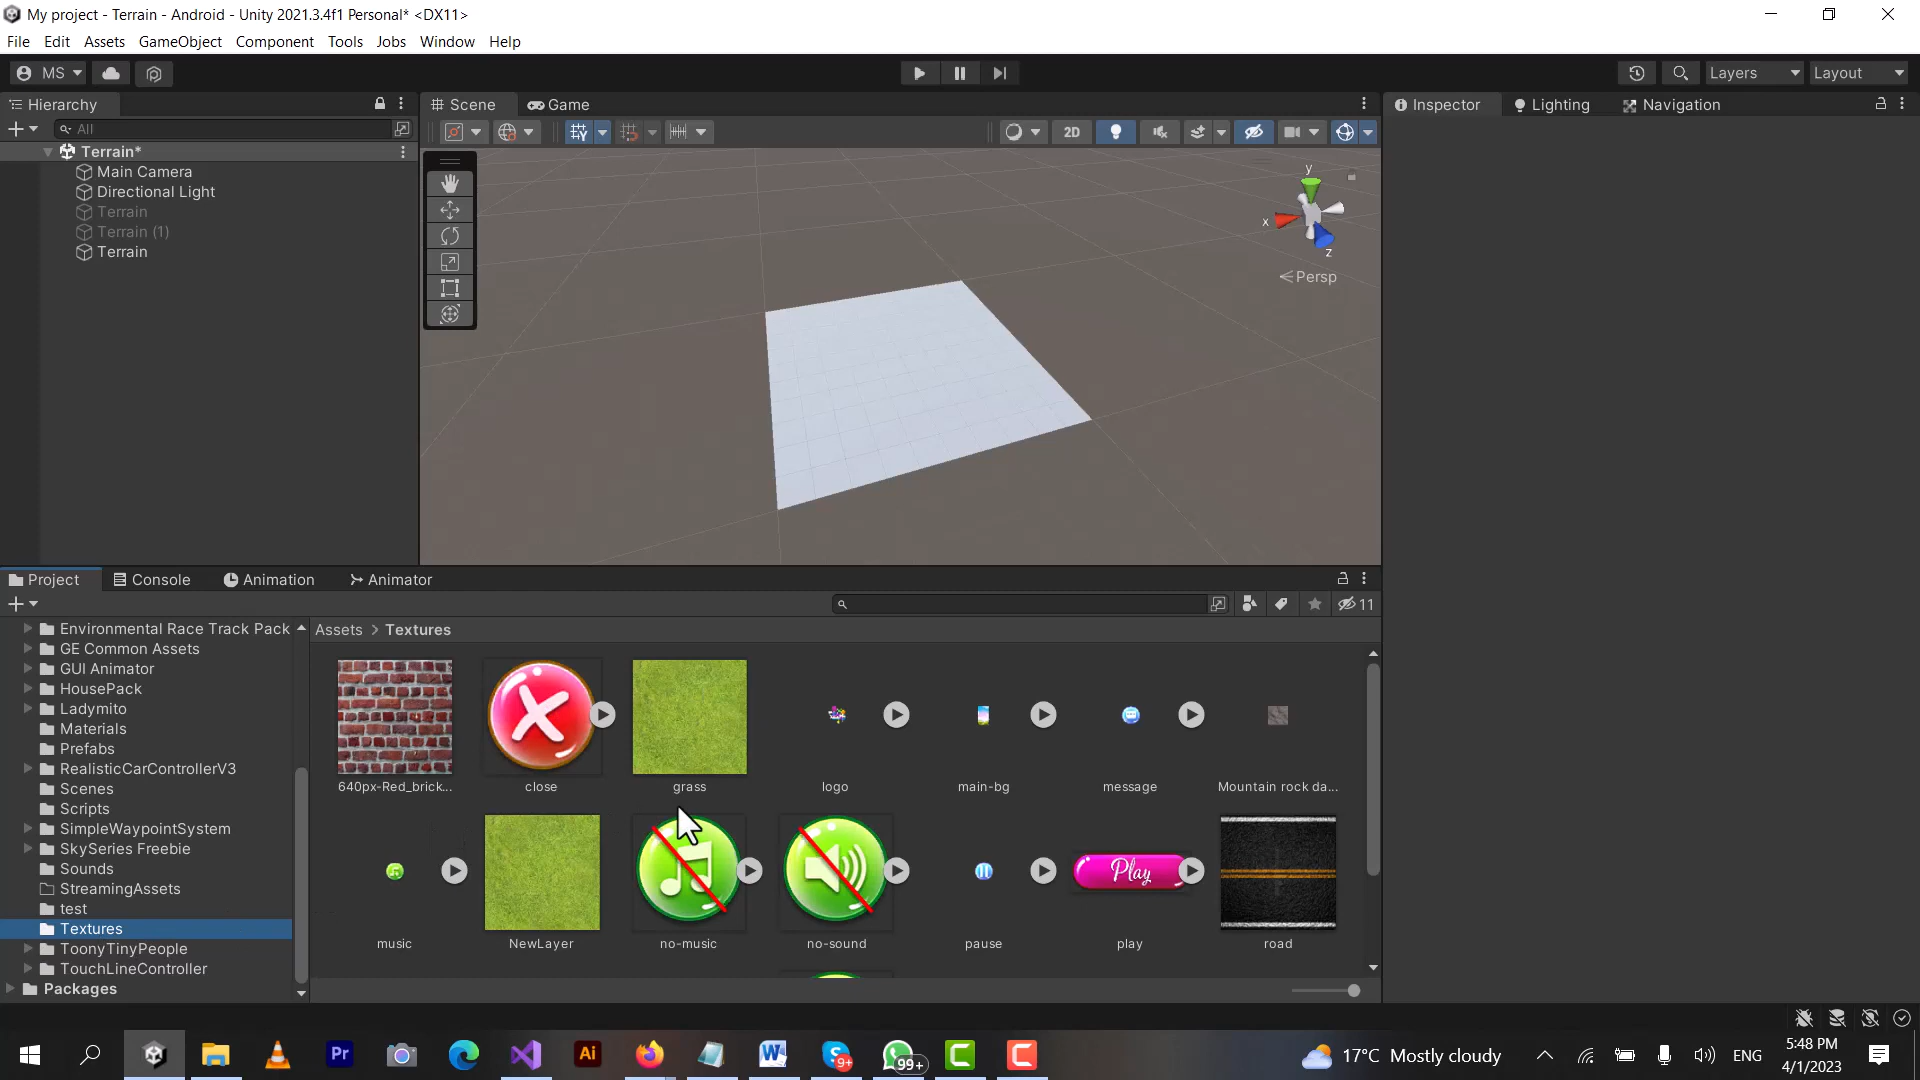 My project - Terrain - Android - Unity 2021.3.4f1 Personal* <DX11>
File Edit Assets GameObject Component Tools Jobs Window Help
MS Layers Layout
Hierarchy Scene Game Inspector Lighting Navigation
All 2D
Terrain*
Main Camera
Directional Light
Terrain
Terrain (1)
Terrain
y
x
z
Persp
Project Console Animation Animator
11
Environmental Race Track Pack
GE Common Assets
GUI Animator
HousePack
Ladymito
Materials
Prefabs
RealisticCarControllerV3
Scenes
Scripts
SimpleWaypointSystem
SkySeries Freebie
Sounds
StreamingAssets
test
Textures
ToonyTinyPeople
TouchLineController
Packages
Assets > Textures
640px-Red_brick... close grass logo main-bg message Mountain rock da...
Play
music NewLayer no-music no-sound pause play road
Pr Ai 9+ 99+
17°C Mostly cloudy ENG 5:48 PM
4/1/2023